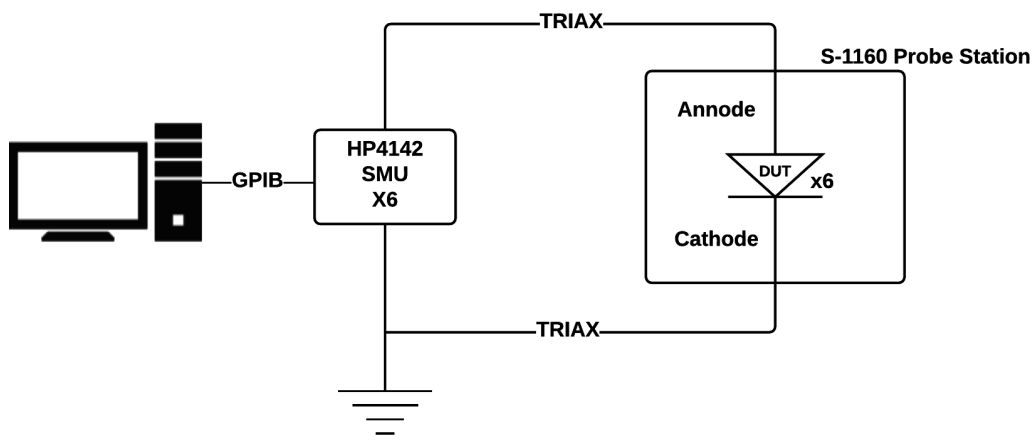 TRIAX
S-1160 Probe Station
Annode
HP4142
SMU
X6
GPIB
DUT
x6
Cathode
TRIAX